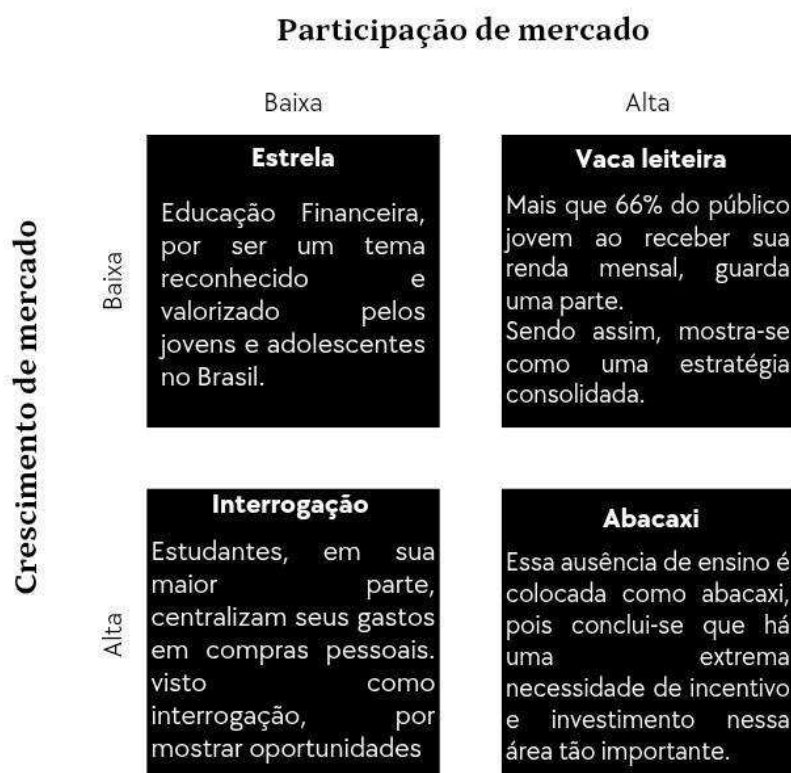 Participação de mercado
Baixa
Alta
Crescimento de mercado
Baixa
Estrela
Educação Financeira,
por ser um tema
reconhecido e
valorizado pelos
jovens e adolescentes
no Brasil.
Vaca leiteira
Mais que 66% do público
jovem ao receber sua
renda mensal, guarda
uma parte.
Sendo assim, mostra-se
como uma estratégia
consolidada.
Alta
Interrogação
Estudantes, em sua
maior parte,
centralizam seus gastos
em compras pessoais.
visto como
interrogação, por
mostrar oportunidades
Abacaxi
Essa ausência de ensino é
colocada como abacaxi,
pois conclui-se que há
uma extrema
necessidade de incentivo
e investimento nessa
área tão importante.